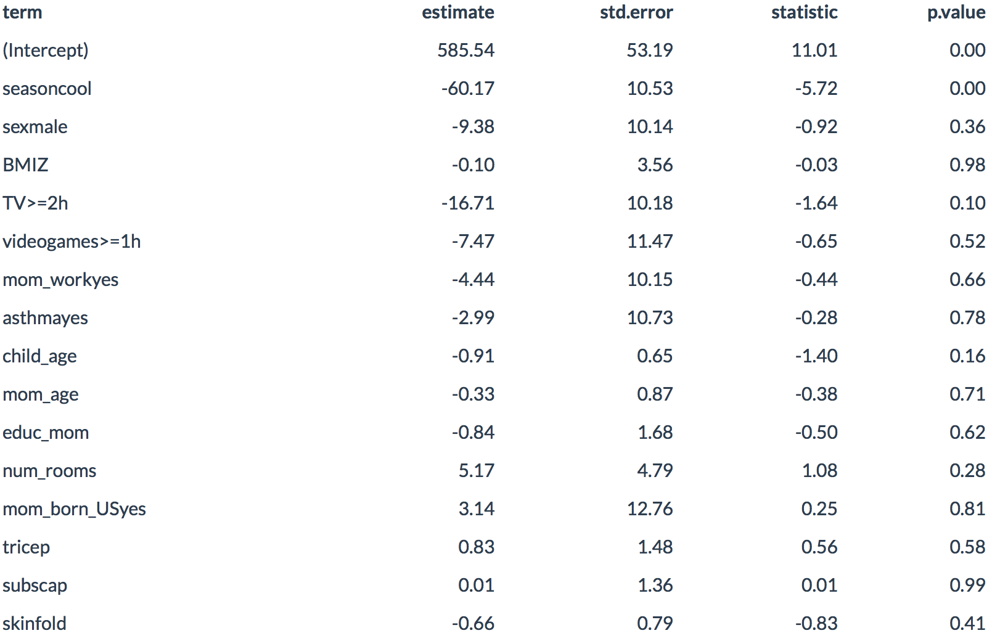 term estimate std.error statistic p.value
(Intercept) 585.54 53.19 11.01 0.00
seasoncool -60.17 10.53 -5.72 0.00
sexmale -9.38 10.14 -0.92 0.36
BMIZ -0.10 3.56 -0.03 0.98
TV>=2h -16.71 10.18 -1.64 0.10
videogames>=1h -7.47 11.47 -0.65 0.52
mom_workyes -4.44 10.15 -0.44 0.66
asthmayes -2.99 10.73 -0.28 0.78
child_age -0.91 0.65 -1.40 0.16
mom_age -0.33 0.87 -0.38 0.71
educ_mom -0.84 1.68 -0.50 0.62
num_rooms 5.17 4.79 1.08 0.28
mom_born_USyes 3.14 12.76 0.25 0.81
tricep 0.83 1.48 0.56 0.58
subscap 0.01 1.36 0.01 0.99
skinfold -0.66 0.79 -0.83 0.41